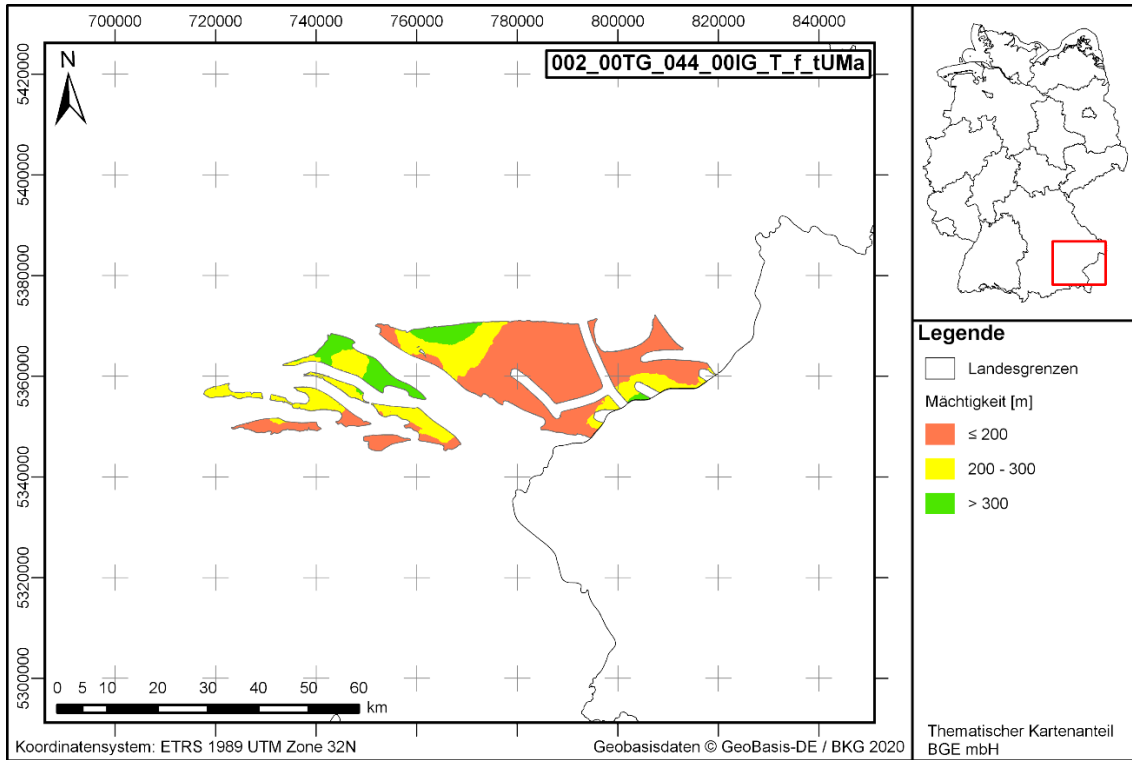 700000 720000 740000 760000 780000 800000 820000 840000
002_00TG_044_00IG_T_f_tUMa
N
5420000
5400000
5380000
5360000
5340000
5320000
5300000
0 5 10 20 30 40 50 60
km
Koordinatensystem: ETRS 1989 UTM Zone 32N
Geobasisdaten © GeoBasis-DE / BKG 2020
Legende
Landesgrenzen
Mächtigkeit [m]
≤ 200
200 - 300
> 300
Thematischer Kartenanteil
BGE mbH